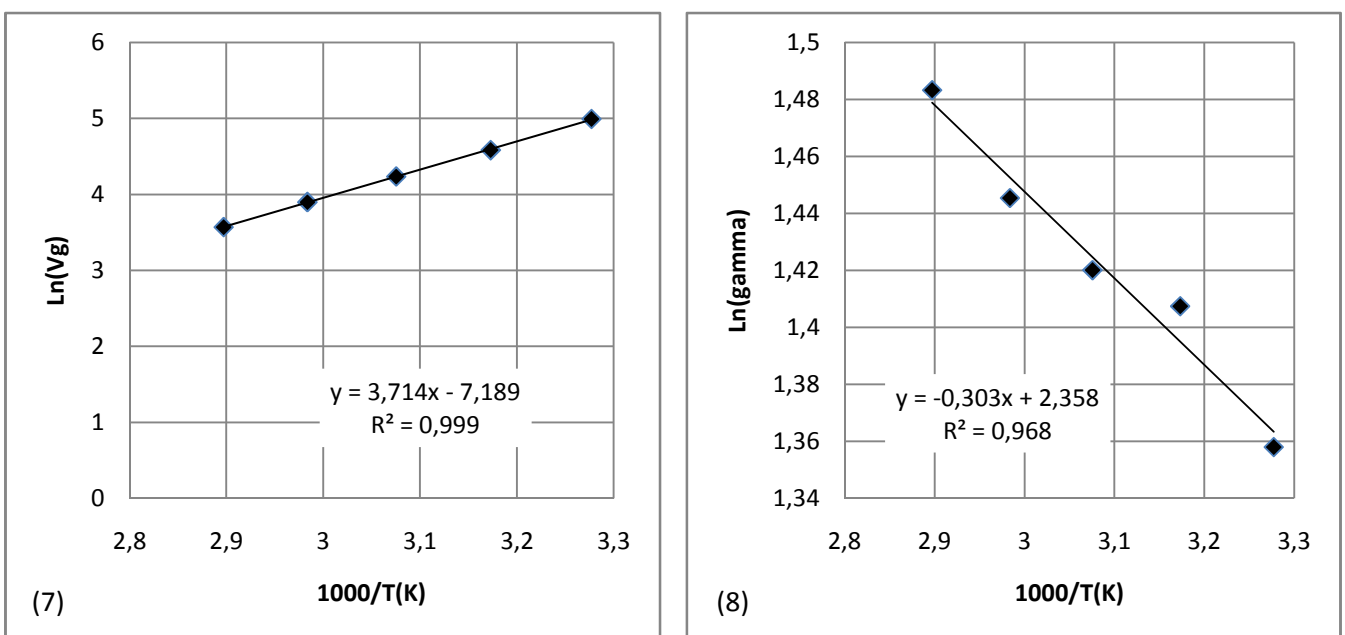 6
5
4
3
2
1
0
Ln(Vg)
y = 3,714x - 7,189
R² = 0,999
2,8 2,9 3 3,1 3,2 3,3
1000/T(K)
(7)
1,5
1,48
1,46
1,44
1,42
1,4
1,38
1,36
1,34
Ln(gamma)
y = -0,303x + 2,358
R² = 0,968
2,8 2,9 3 3,1 3,2 3,3
1000/T(K)
(8)